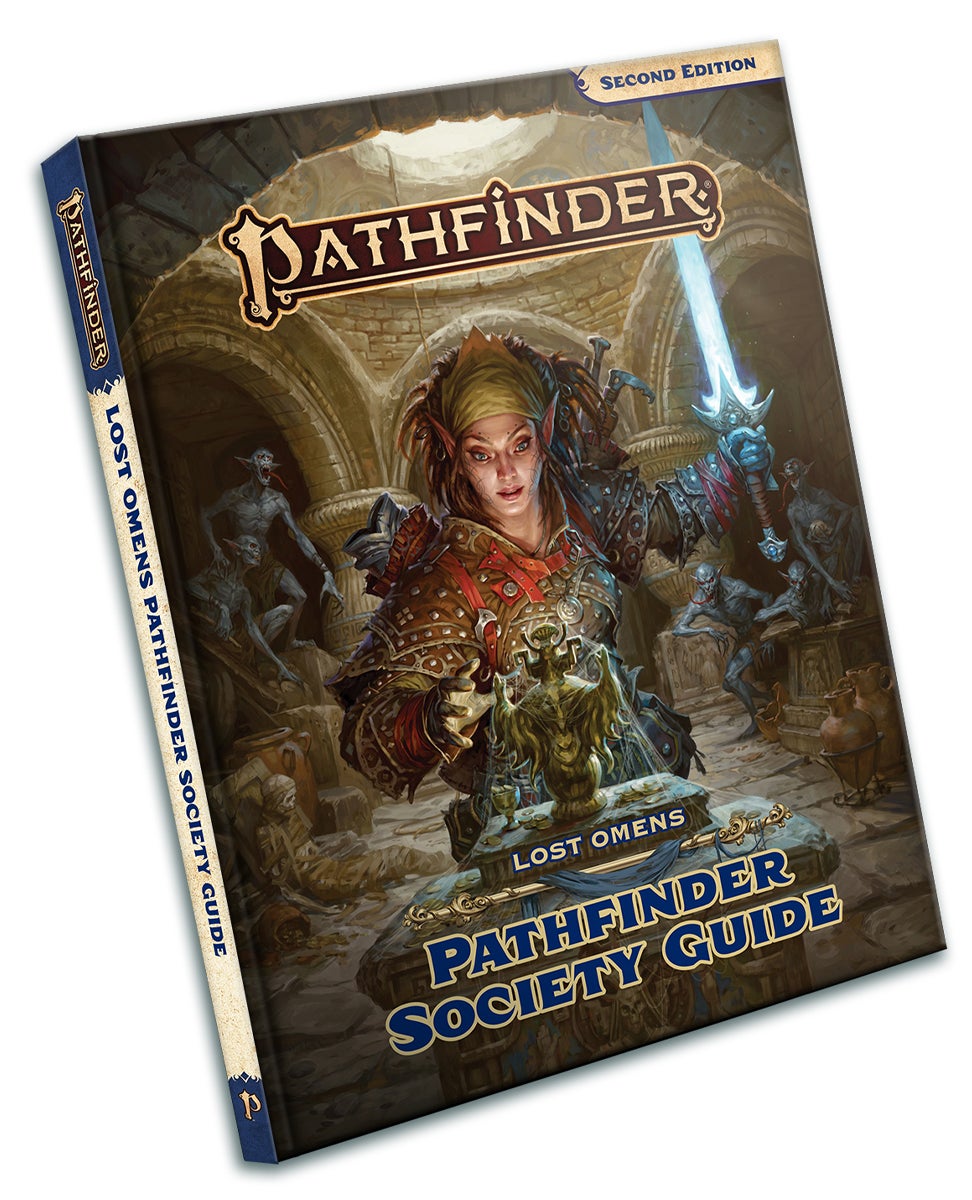 SECOND EDITION
PATHFINDER®
LOST OMENS
PATHFINDER
SOCIETY GUIDE
PATHFINDER
LOST OMENS PATHFINDER SOCIETY GUIDE
P